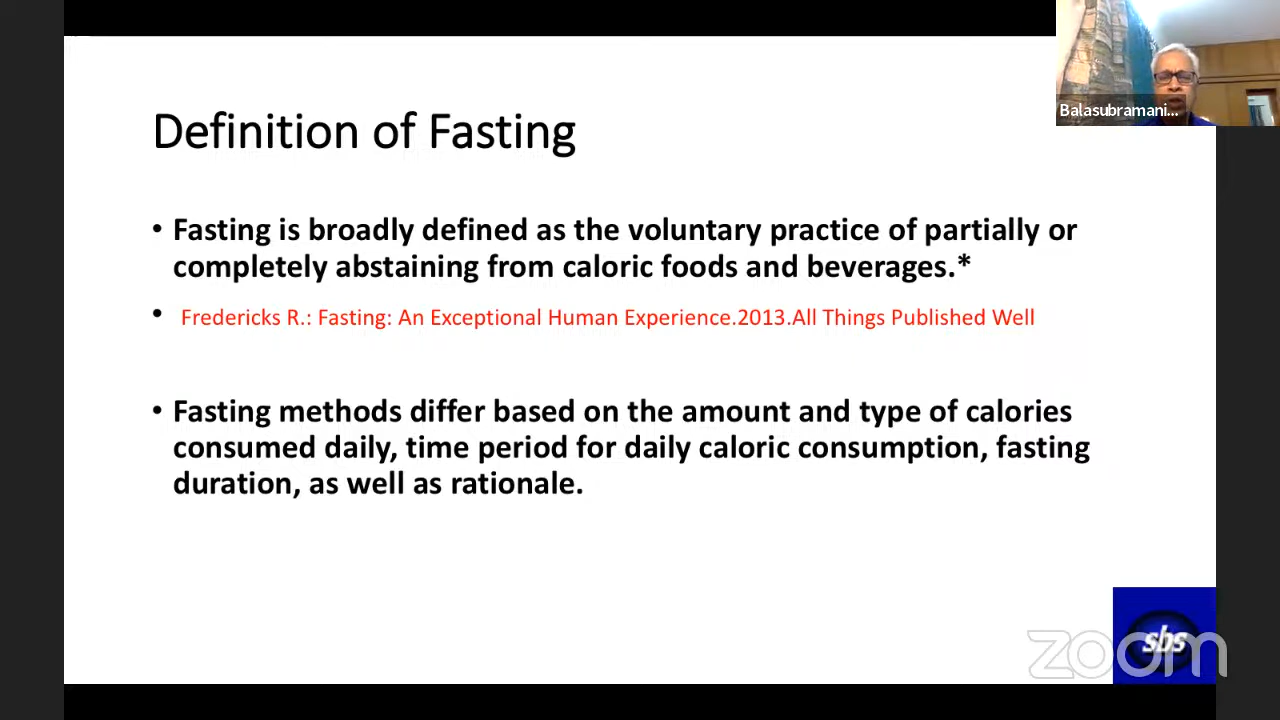 Balasubramani...
Definition of Fasting
• Fasting is broadly defined as the voluntary practice of partially or
completely abstaining from caloric foods and beverages.*
• Fredericks R.: Fasting: An Exceptional Human Experience.2013.All Things Published Well
• Fasting methods differ based on the amount and type of calories
consumed daily, time period for daily caloric consumption, fasting
duration, as well as rationale.
sbs
zoom